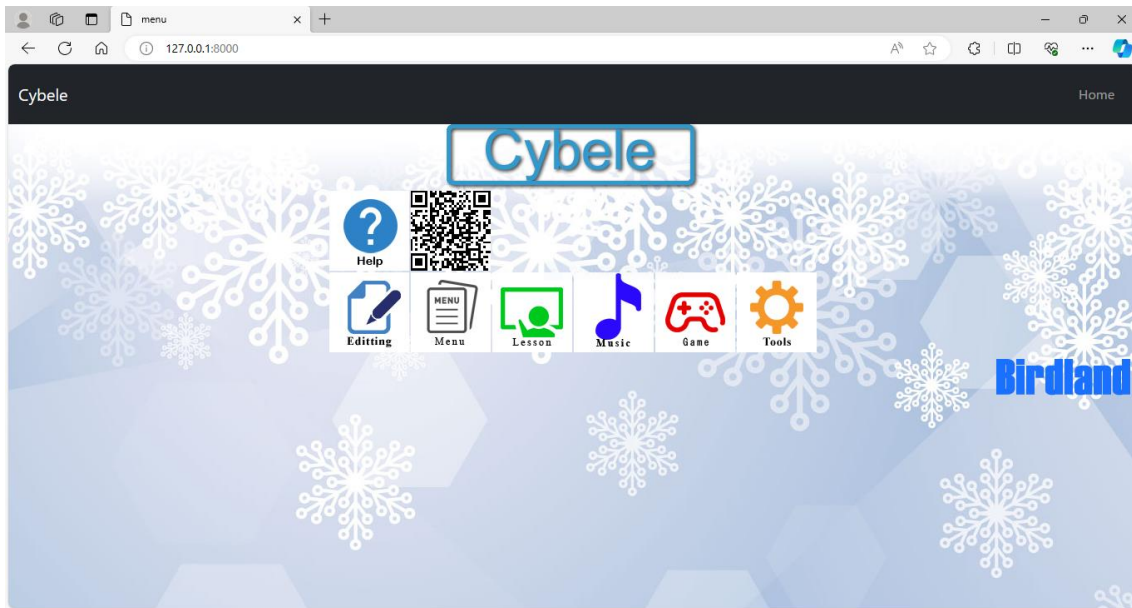 menu
127.0.0.1:8000
Cybele
Home
Cybele
Help
MENU
Editting
Menu
Lesson
Music
Game
Tools
Birdland